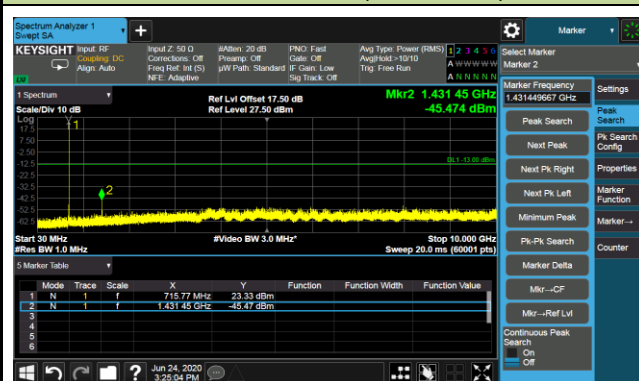 Spectrum Analyzer 1
Swept SA
Marker
KEYSIGHT Input: RF
Coupling: DC
Align: Auto
Input Z: 50 Ω
Corrections: Off
Freq Ref: Int (S)
NFE: Adaptive
#Atten: 20 dB
Preamp: Off
µW Path: Standard
PNO: Fast
Gate: Off
IF Gain: Low
Sig Track: Off
Avg Type: Power (RMS)
Avg|Hold:>10/10
Trig: Free Run
1 2 3 4 5 6
A W W W W W
A N N N N N
Select Marker
Marker 2
LXI
1 Spectrum
Scale/Div 10 dB
Log
Ref Lvl Offset 17.50 dB
Ref Level 27.50 dBm
Mkr2 1.431 45 GHz
-45.474 dBm
17.5
7.50
-2.50
-12.5
-22.5
-32.5
-42.5
-52.5
-62.5
1
2
DL1 -13.00 dBm
Start 30 MHz
#Res BW 1.0 MHz
#Video BW 3.0 MHz*
Stop 10.000 GHz
Sweep 20.0 ms (60001 pts)
5 Marker Table
Mode Trace Scale X Y Function Function Width Function Value
1 N 1 f 715.77 MHz 23.33 dBm
2 N 1 f 1.431 45 GHz -45.47 dBm
3
4
5
6
Marker Frequency
1.431449667 GHz
Peak Search
Next Peak
Next Pk Right
Next Pk Left
Minimum Peak
Pk-Pk Search
Marker Delta
Mkr→CF
Mkr→Ref Lvl
Continuous Peak
Search
On
Off
Settings
Peak
Search
Pk Search
Config
Properties
Marker
Function
Marker→
Counter
?
Jun 24, 2020
3:25:04 PM